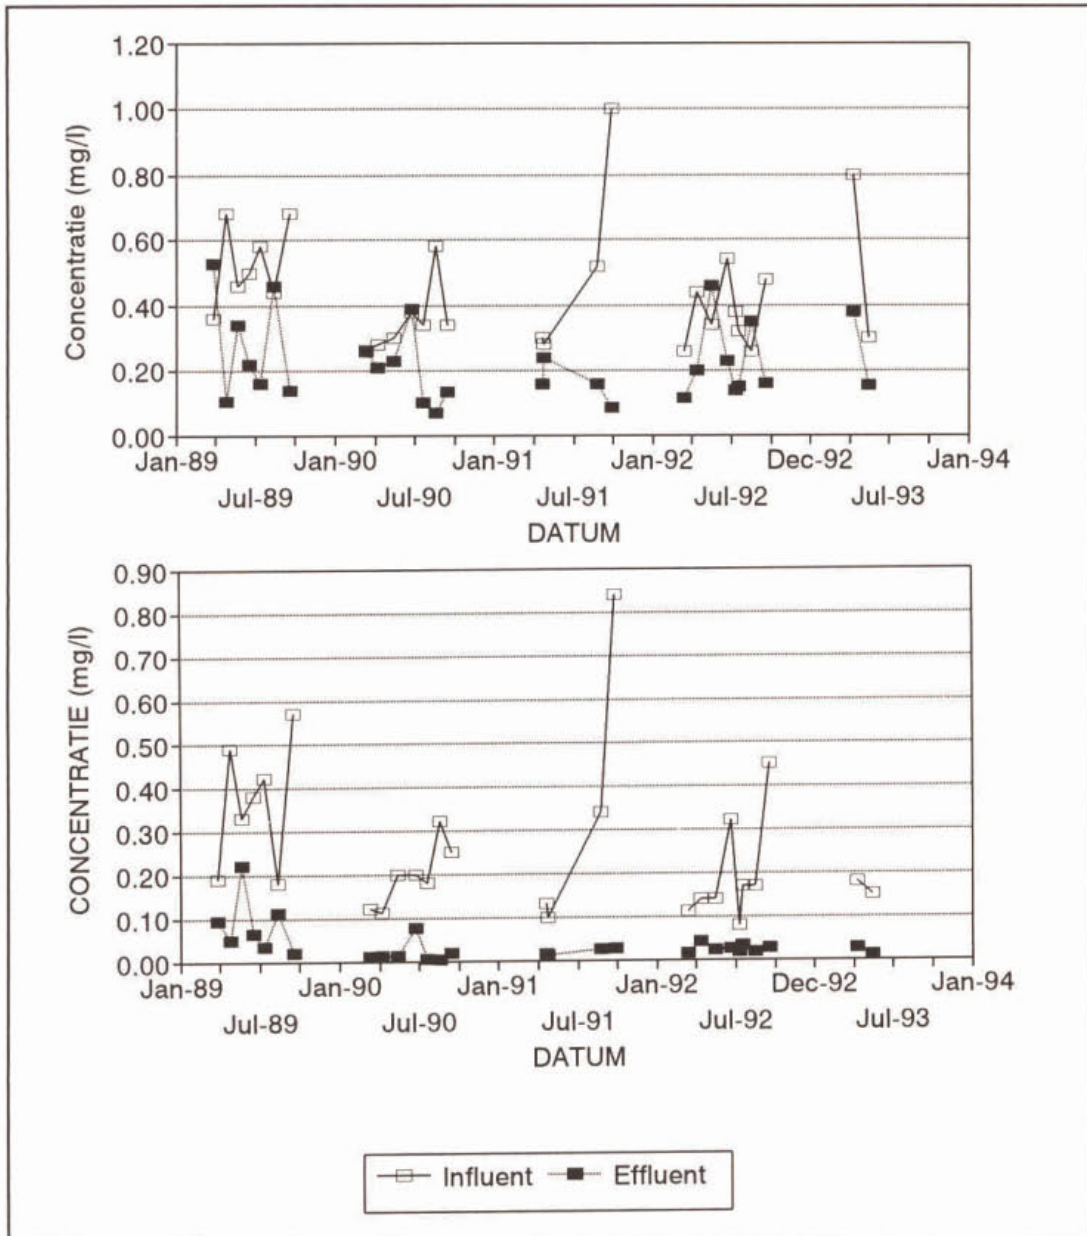 1.20
1.00
0.80
0.60
0.40
0.20
0.00
Concentratie (mg/l)
Jan-89 Jan-90 Jan-91 Jan-92 Dec-92 Jan-94
Jul-89 Jul-90 Jul-91 Jul-92 Jul-93
DATUM
0.90
0.80
0.70
0.60
0.50
0.40
0.30
0.20
0.10
0.00
CONCENTRATIE (mg/l)
Jan-89 Jan-90 Jan-91 Jan-92 Dec-92 Jan-94
Jul-89 Jul-90 Jul-91 Jul-92 Jul-93
DATUM
Influent Effluent